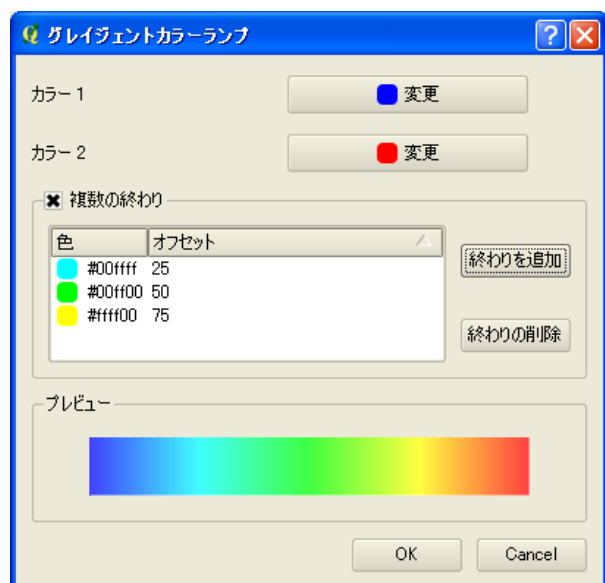 グレイジェントカラーランプ
カラー 1
変更
カラー 2
変更
複数の終わり
色 オフセット
#00ffff 25
#00ff00 50
#ffff00 75
終わりを追加
終わりの削除
プレビュー
OK Cancel